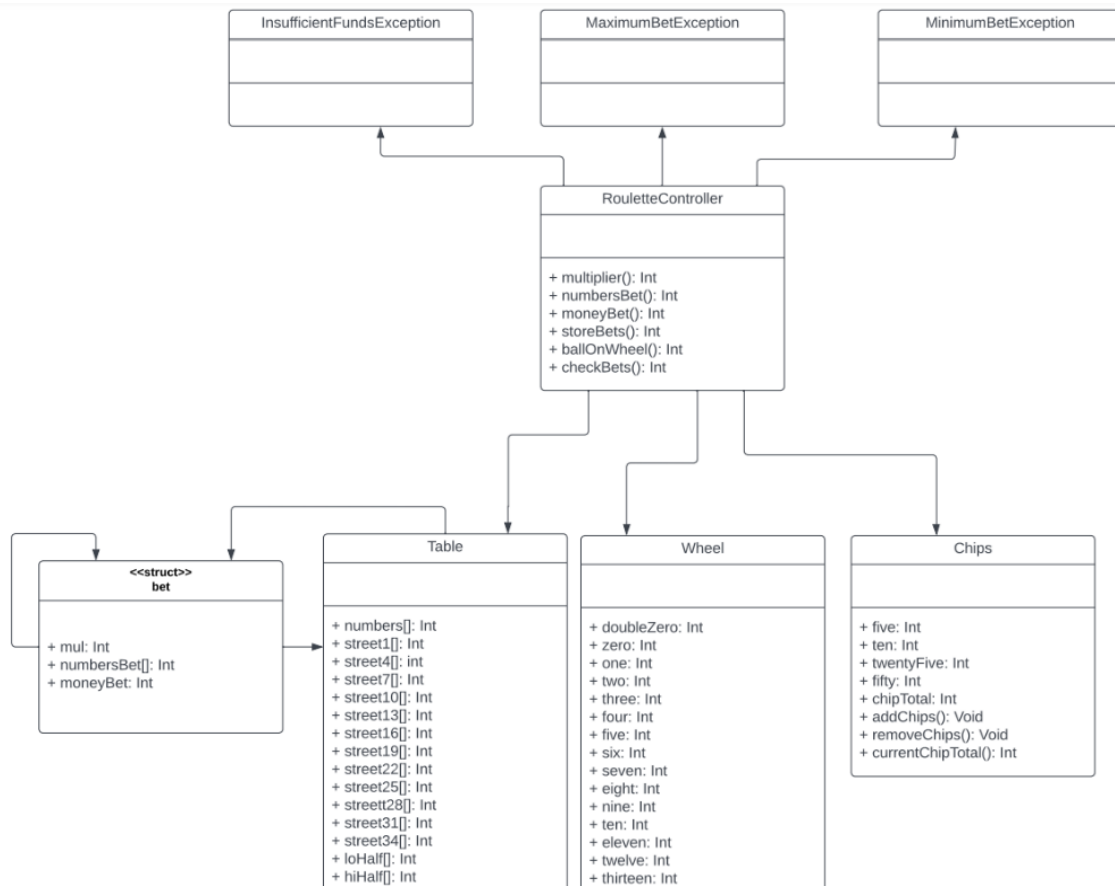 InsufficientFundsException
MaximumBetException
MinimumBetException
RouletteController
+ multiplier(): Int
+ numbersBet(): Int
+ moneyBet(): Int
+ storeBets(): Int
+ ballOnWheel(): Int
+ checkBets(): Int
<<struct>>
bet
+ mul: Int
+ numbersBet[]: Int
+ moneyBet: Int
Table
+ numbers[]: Int
+ street1[]: Int
+ street4[]: int
+ street7[]: Int
+ street10[]: Int
+ street13[]: Int
+ street16[]: Int
+ street19[]: Int
+ street22[]: Int
+ street25[]: Int
+ streett28[]: Int
+ street31[]: Int
+ street34[]: Int
+ loHalf[]: Int
+ hiHalf[]: Int
Wheel
+ doubleZero: Int
+ zero: Int
+ one: Int
+ two: Int
+ three: Int
+ four: Int
+ five: Int
+ six: Int
+ seven: Int
+ eight: Int
+ nine: Int
+ ten: Int
+ eleven: Int
+ twelve: Int
+ thirteen: Int
Chips
+ five: Int
+ ten: Int
+ twentyFive: Int
+ fifty: Int
+ chipTotal: Int
+ addChips(): Void
+ removeChips(): Void
+ currentChipTotal(): Int